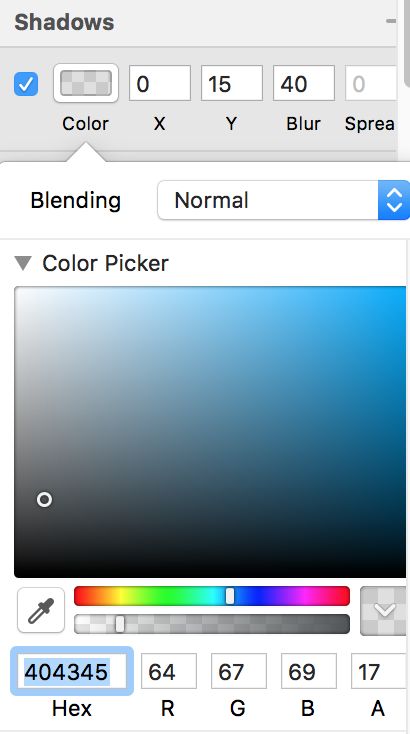 Shadows
0 15 40 0
Color X Y Blur Sprea
Blending Normal
Color Picker
404345 64 67 69 17
Hex R G B A